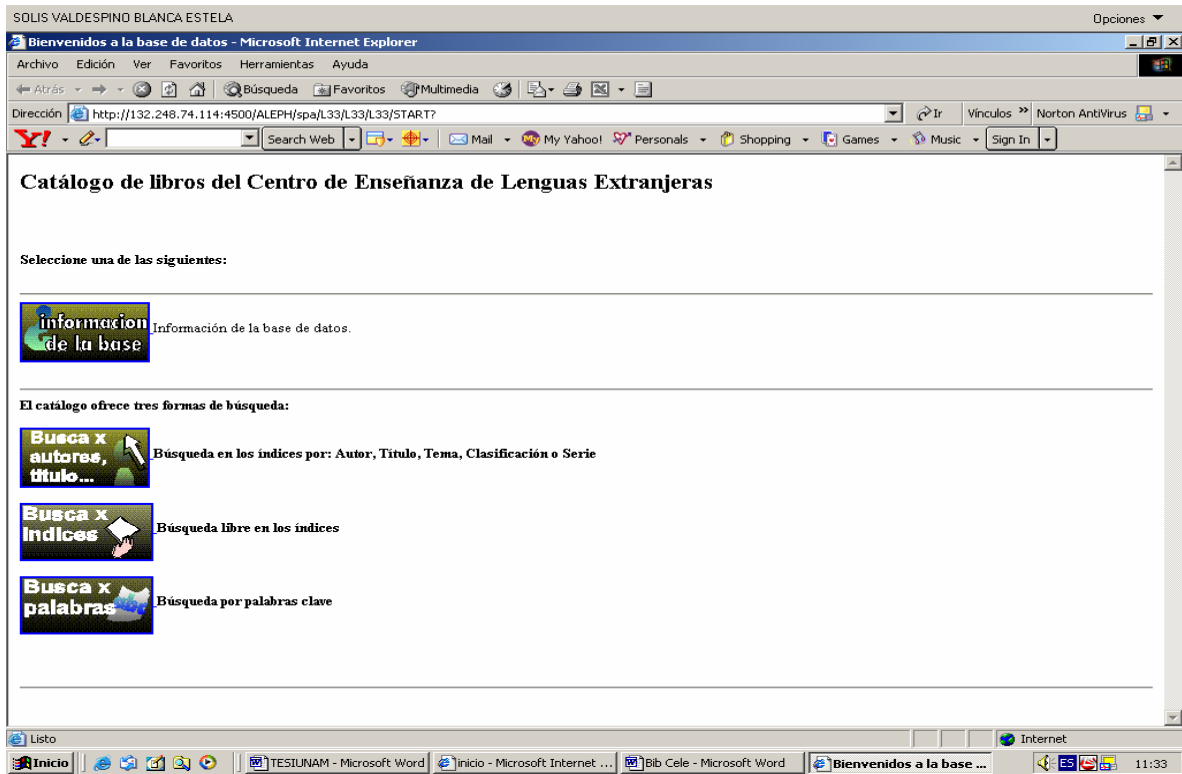 SOLIS VALDESPINO BLANCA ESTELA Opciones
Bienvenidos a la base de datos - Microsoft Internet Explorer
Archivo Edición Ver Favoritos Herramientas Ayuda
Atrás Búsqueda Favoritos Multimedia
Dirección http://132.248.74.114:4500/ALEPH/spa/L33/L33/L33/START? Ir Vínculos » Norton AntiVirus
Y! Search Web Mail My Yahoo! Personals Shopping Games Music Sign In
Catálogo de libros del Centro de Enseñanza de Lenguas Extranjeras
Seleccione una de las siguientes:
informacion
de la base
Información de la base de datos.
El catálogo ofrece tres formas de búsqueda:
Busca x
autores,
titulo...
Búsqueda en los índices por: Autor, Título, Tema, Clasificación o Serie
Busca x
indices
Búsqueda libre en los índices
Busca x
palabras abc
Búsqueda por palabras clave
Listo Internet
Inicio TESIUNAM - Microsoft Word inicio - Microsoft Internet ... Bib Cele - Microsoft Word Bienvenidos a la base ... ES 11:33